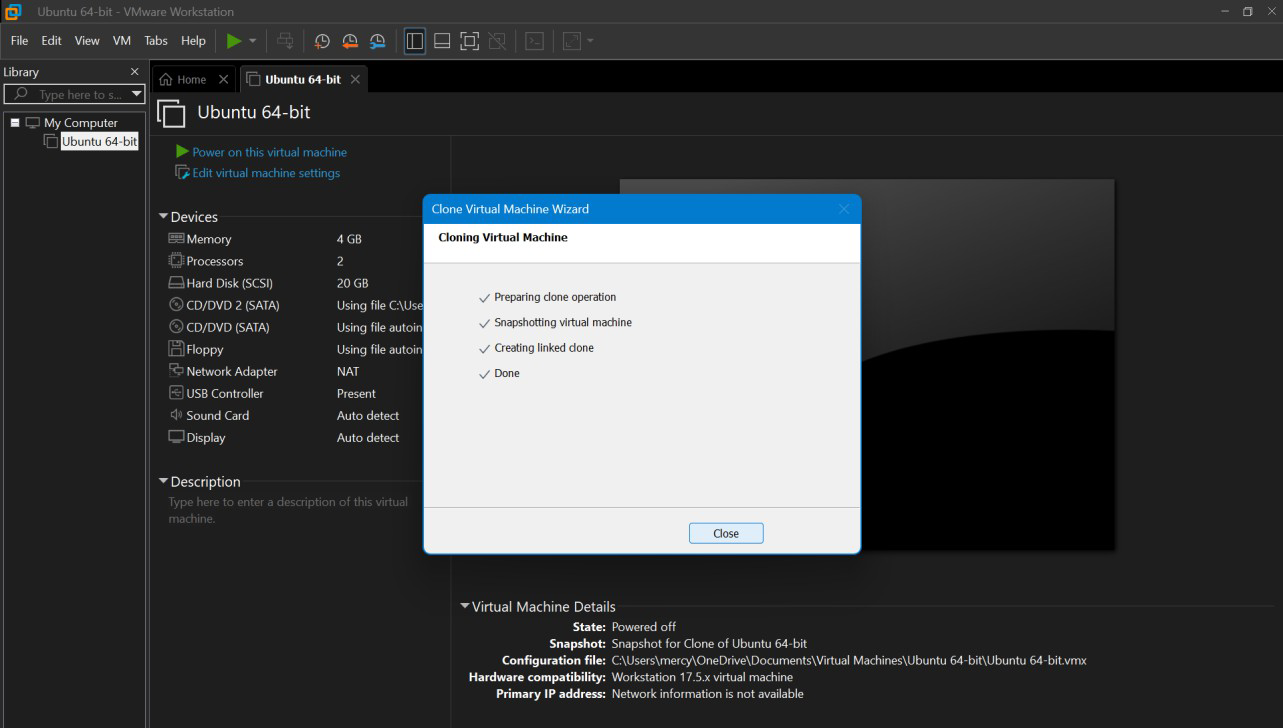 Ubuntu 64-bit - VMware Workstation
File Edit View VM Tabs Help
Library
Home
Ubuntu 64-bit
Type here to s...
Ubuntu 64-bit
My Computer
Ubuntu 64-bit
Power on this virtual machine
Edit virtual machine settings
Devices
Memory 4 GB
Processors 2
Hard Disk (SCSI) 20 GB
CD/DVD 2 (SATA) Using file C:\Use
CD/DVD (SATA) Using file autoin
Floppy Using file autoin
Network Adapter NAT
USB Controller Present
Sound Card Auto detect
Display Auto detect
Description
Type here to enter a description of this virtual
machine.
Clone Virtual Machine Wizard
Cloning Virtual Machine
Preparing clone operation
Snapshotting virtual machine
Creating linked clone
Done
Close
Virtual Machine Details
State: Powered off
Snapshot: Snapshot for Clone of Ubuntu 64-bit
Configuration file: C:\Users\mercy\OneDrive\Documents\Virtual Machines\Ubuntu 64-bit\Ubuntu 64-bit.vmx
Hardware compatibility: Workstation 17.5.x virtual machine
Primary IP address: Network information is not available